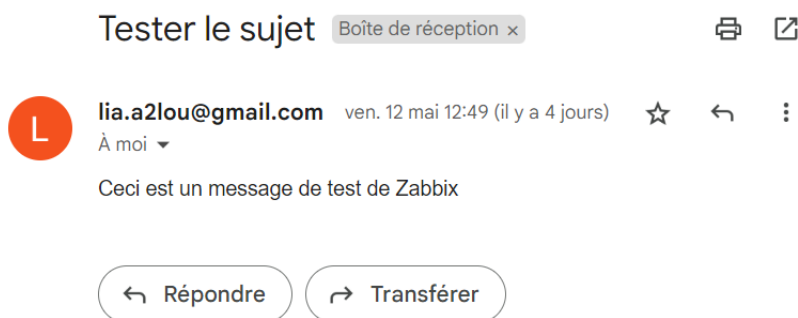 Tester le sujet Boîte de réception ×
L
lia.a2lou@gmail.com ven. 12 mai 12:49 (il y a 4 jours)
À moi
Ceci est un message de test de Zabbix
Répondre Transférer